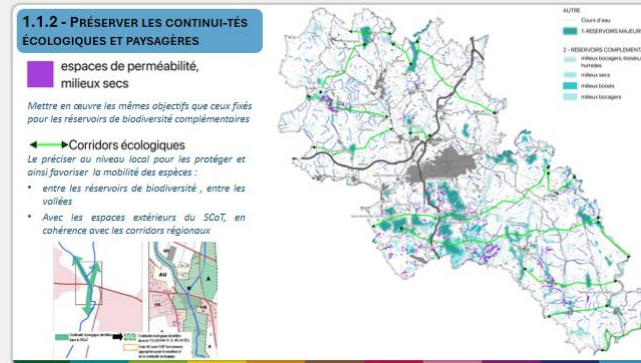 1.1.2 - PRÉSERVER LES CONTINUI-TÉS
ÉCOLOGIQUES ET PAYSAGÈRES
espaces de perméabilité,
milieux secs
Mettre en œuvre les mêmes objectifs que ceux fixés
pour les réservoirs de biodiversité complémentaires
Corridors écologiques
Le préciser au niveau local pour les protéger et
ainsi favoriser la mobilité des espèces :
• entre les réservoirs de biodiversité , entre les
vallées
• Avec les espaces extérieurs du SCoT, en
cohérence avec les corridors régionaux
AU
A
A
AUTRE
Cours d'eau
1-RESERVOIRS MAJEURS
2 - RESERVOIRS COMPLEMENT
milieux bocagers, boisés,
humides
milieux secs
milieux boisés
milieux bocagers